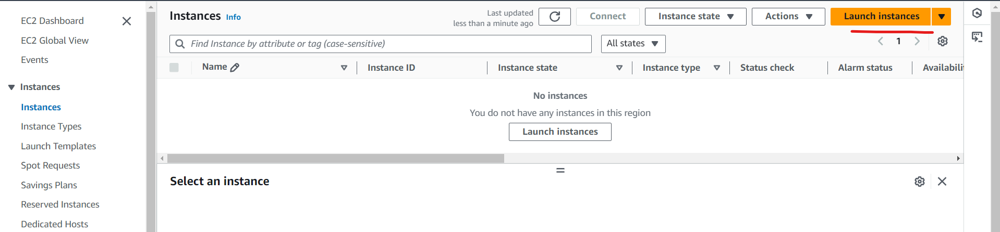 EC2 Dashboard
EC2 Global View
Events
Instances
Instances
Instance Types
Launch Templates
Spot Requests
Savings Plans
Reserved Instances
Dedicated Hosts
Instances Info
Last updated
less than a minute ago
Connect
Instance state
Actions
Launch instances
Find Instance by attribute or tag (case-sensitive)
All states
1
Name Instance ID Instance state Instance type Status check Alarm status Availabili
No instances
You do not have any instances in this region
Launch instances
Select an instance